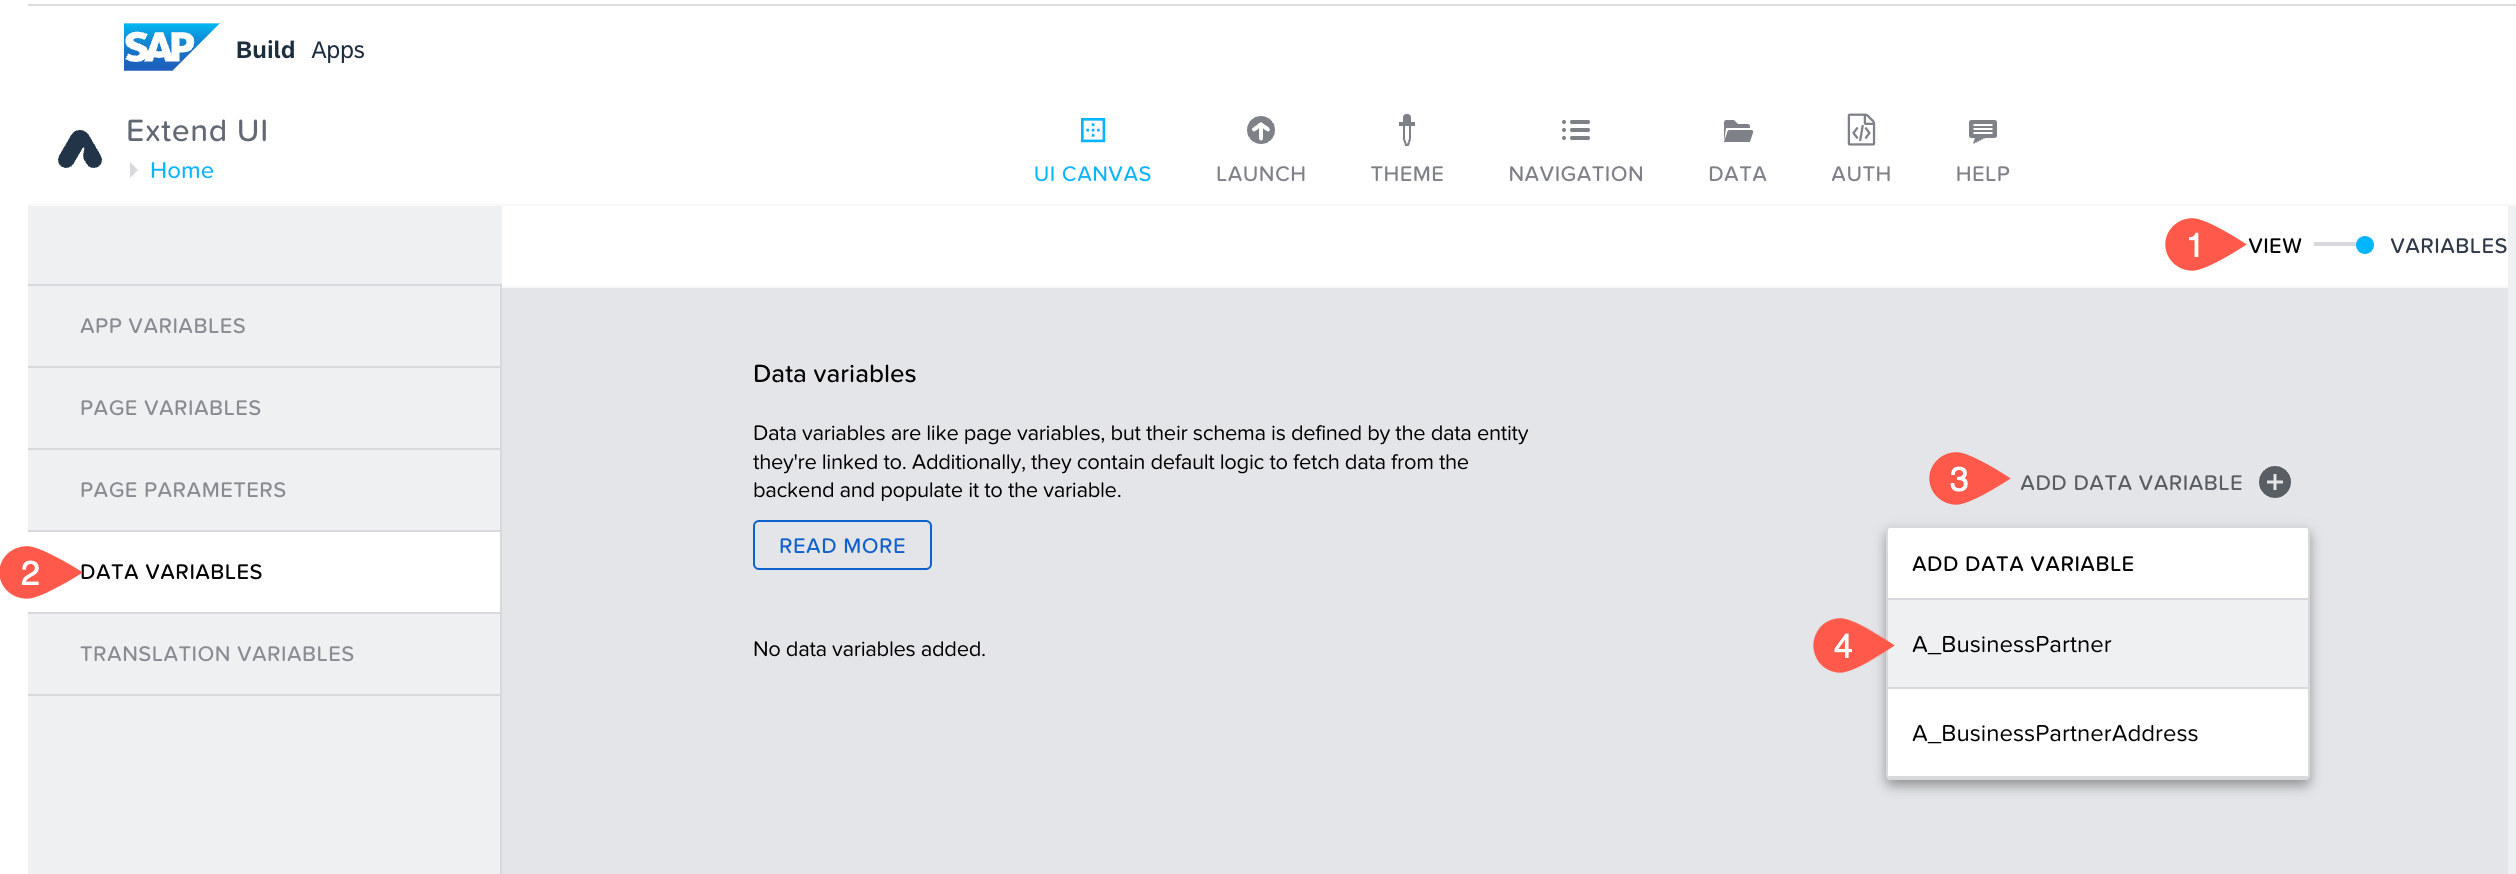 SAP Build Apps
Extend UI
Home
UI CANVAS
LAUNCH
THEME
NAVIGATION
DATA
AUTH
HELP
1
VIEW
VARIABLES
APP VARIABLES
PAGE VARIABLES
PAGE PARAMETERS
2
DATA VARIABLES
TRANSLATION VARIABLES
Data variables
Data variables are like page variables, but their schema is defined by the data entity
they're linked to. Additionally, they contain default logic to fetch data from the
backend and populate it to the variable.
READ MORE
No data variables added.
3
ADD DATA VARIABLE
ADD DATA VARIABLE
4
A_BusinessPartner
A_BusinessPartnerAddress